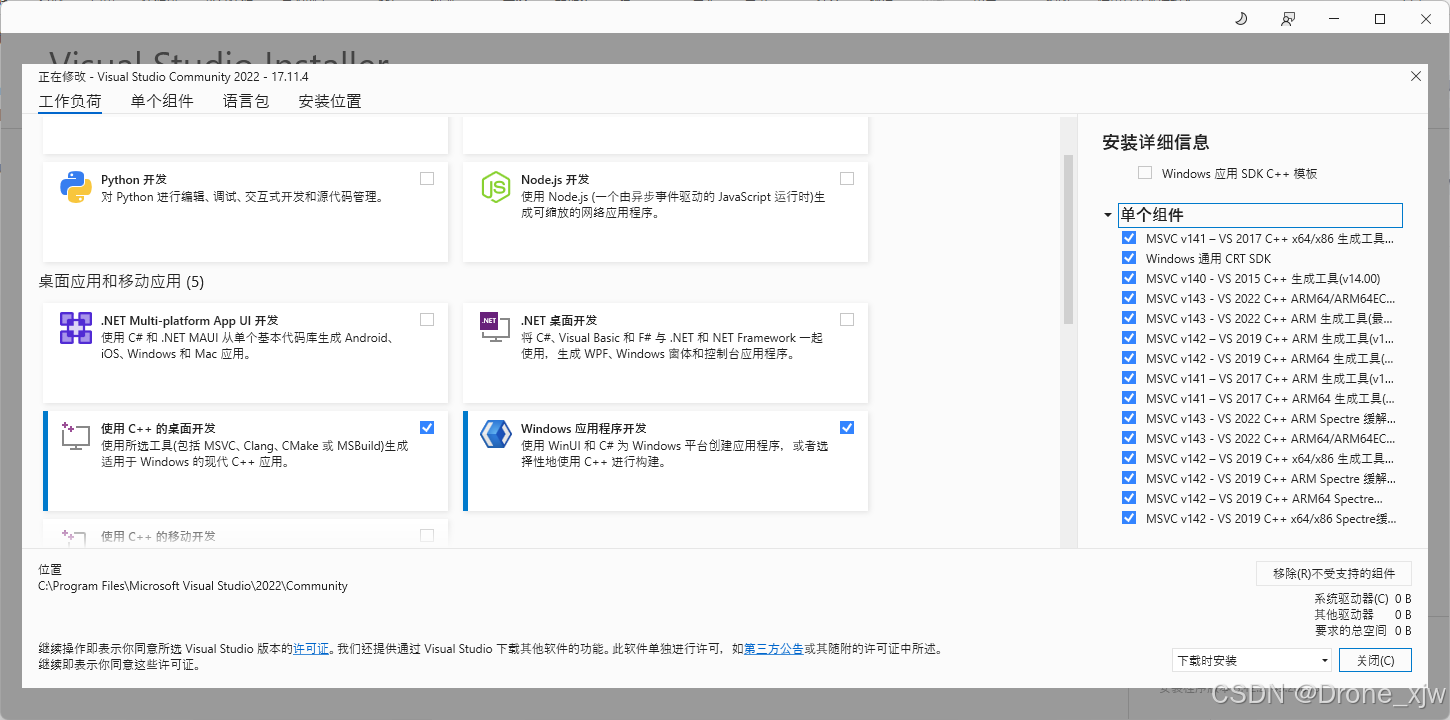 Visual Studio Installer
正在修改 - Visual Studio Community 2022 - 17.11.4
工作负荷 单个组件 语言包 安装位置
Python 开发
对 Python 进行编辑、调试、交互式开发和源代码管理。
Node.js 开发
使用 Node.js (一个由异步事件驱动的 JavaScript 运行时)生
成可缩放的网络应用程序。
桌面应用和移动应用 (5)
.NET Multi-platform App UI 开发
使用 C# 和 .NET MAUI 从单个基本代码库生成 Android、
iOS、Windows 和 Mac 应用。
.NET
.NET 桌面开发
将 C#、Visual Basic 和 F# 与 .NET 和 NET Framework 一起
使用，生成 WPF、Windows 窗体和控制台应用程序。
使用 C++ 的桌面开发
使用所选工具(包括 MSVC、Clang、CMake 或 MSBuild)生成
适用于 Windows 的现代 C++ 应用。
Windows 应用程序开发
使用 WinUI 和 C# 为 Windows 平台创建应用程序，或者选
择性地使用 C++ 进行构建。
使用 C++ 的移动开发
安装详细信息
Windows 应用 SDK C++ 模板
单个组件
MSVC v141 – VS 2017 C++ x64/x86 生成工具...
Windows 通用 CRT SDK
MSVC v140 - VS 2015 C++ 生成工具(v14.00)
MSVC v143 - VS 2022 C++ ARM64/ARM64EC...
MSVC v143 - VS 2022 C++ ARM 生成工具(最...
MSVC v142 – VS 2019 C++ ARM 生成工具(v1...
MSVC v142 - VS 2019 C++ ARM64 生成工具(...
MSVC v141 – VS 2017 C++ ARM 生成工具(v1...
MSVC v141 – VS 2017 C++ ARM64 生成工具(...
MSVC v143 - VS 2022 C++ ARM Spectre 缓解...
MSVC v143 - VS 2022 C++ ARM64/ARM64EC...
MSVC v142 – VS 2019 C++ x64/x86 生成工具...
MSVC v142 - VS 2019 C++ ARM Spectre 缓解...
MSVC v142 – VS 2019 C++ ARM64 Spectre...
MSVC v142 - VS 2019 C++ x64/x86 Spectre缓...
位置
C:\Program Files\Microsoft Visual Studio\2022\Community
移除(R)不受支持的组件
系统驱动器(C) 0 B
其他驱动器 0 B
要求的总空间 0 B
继续操作即表示你同意所选 Visual Studio 版本的许可证。我们还提供通过 Visual Studio 下载其他软件的功能。此软件单独进行许可，如第三方公告或其随附的许可证中所述。
继续即表示你同意这些许可证。
下载时安装
关闭(C)
CSDN @Drone_xjw